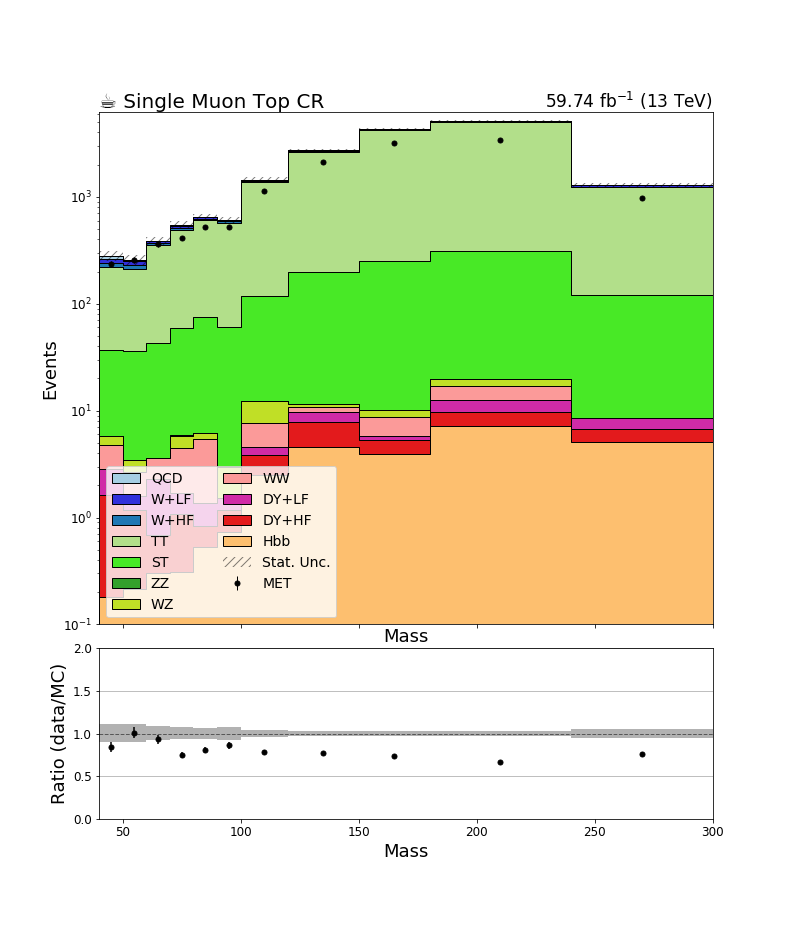 ☕ Single Muon Top CR
59.74 fb⁻¹ (13 TeV)
Events
10³
10²
10¹
10⁰
10⁻¹
QCD
W+LF
W+HF
TT
ST
ZZ
WZ
WW
DY+LF
DY+HF
Hbb
Stat. Unc.
MET
Mass
Ratio (data/MC)
2.0
1.5
1.0
0.5
0.0
50 100 150 200 250 300
Mass